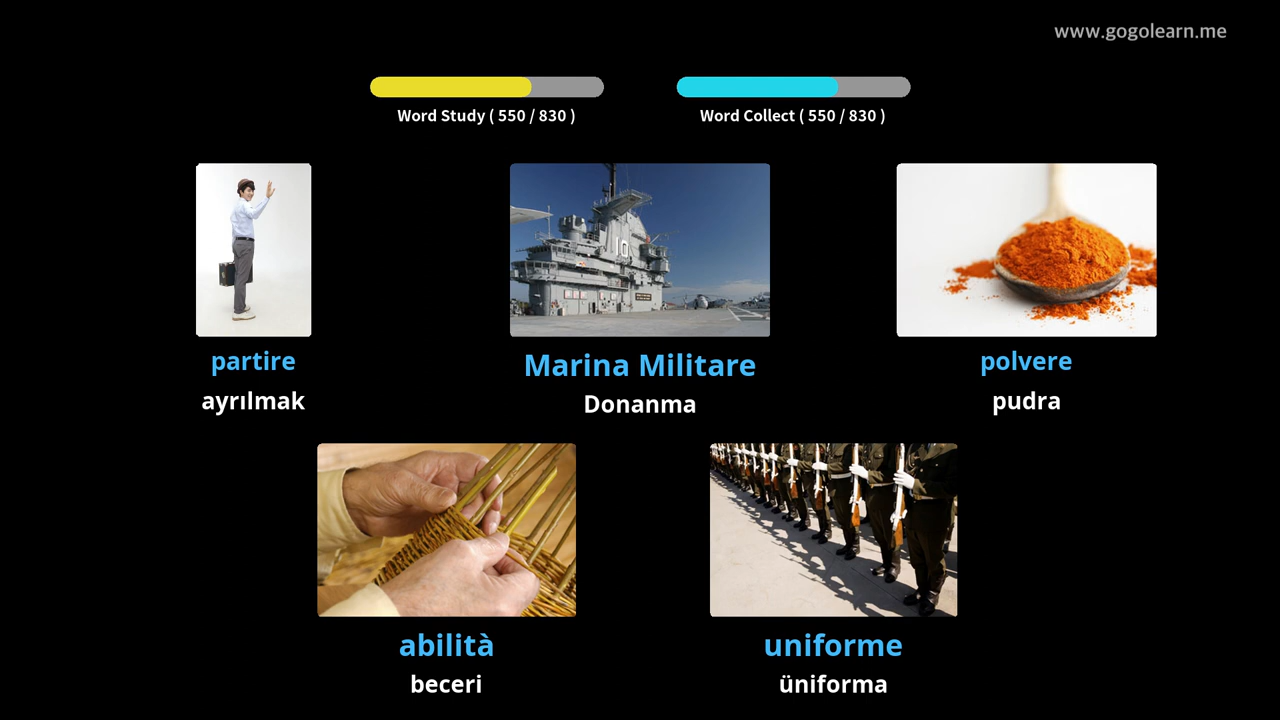 www.gogolearn.me
Word Study ( 550 / 830 )
Word Collect ( 550 / 830 )
partire
ayrılmak
Marina Militare
Donanma
polvere
pudra
abilità
beceri
uniforme
üniforma
10